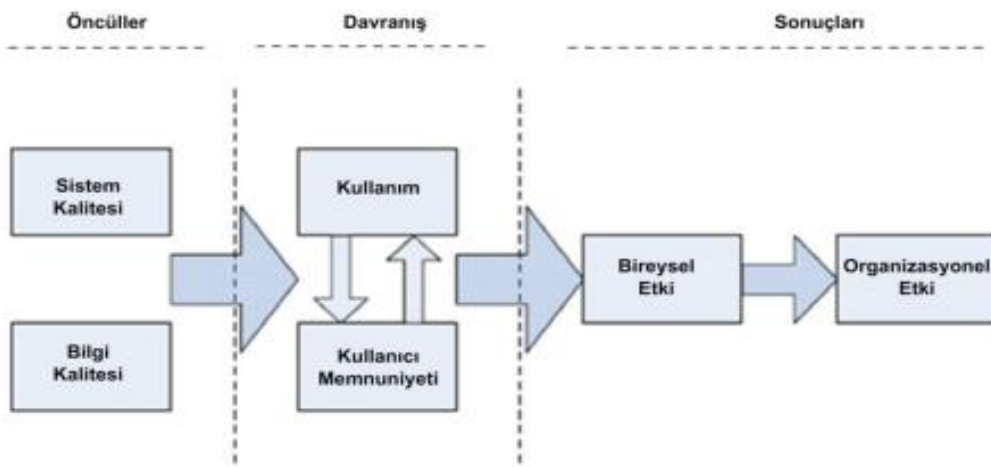 Öncüller
Davranış
Sonuçları
Sistem
Kalitesi
Bilgi
Kalitesi
Kullanım
Kullanıcı
Memnuniyeti
Bireysel
Etki
Organizasyonel
Etki